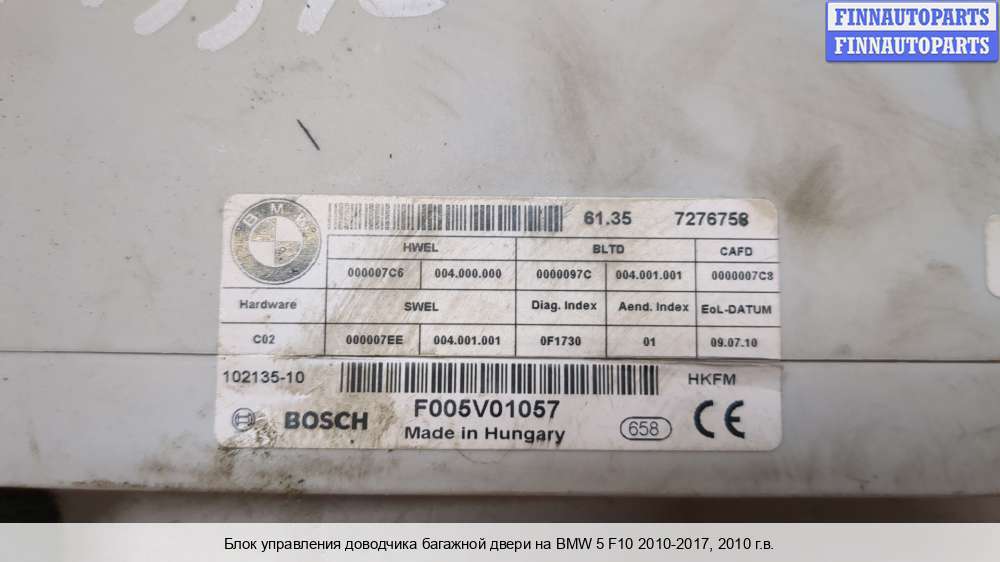 FINNAUTOPARTS
FINNAUTOPARTS
BMW
61.35 7276758
HWEL BLTD CAFD
000007C6 004.000.000 0000097C 004.001.001 0000007C8
Hardware SWEL Diag. Index Aend. Index EoL-DATUM
C02 000007EE 004.001.001 0F1730 01 09.07.10
102135-10 HKFM
BOSCH F005V01057 658 CE
Made in Hungary
Блок управления доводчика багажной двери на BMW 5 F10 2010-2017, 2010 г.в.